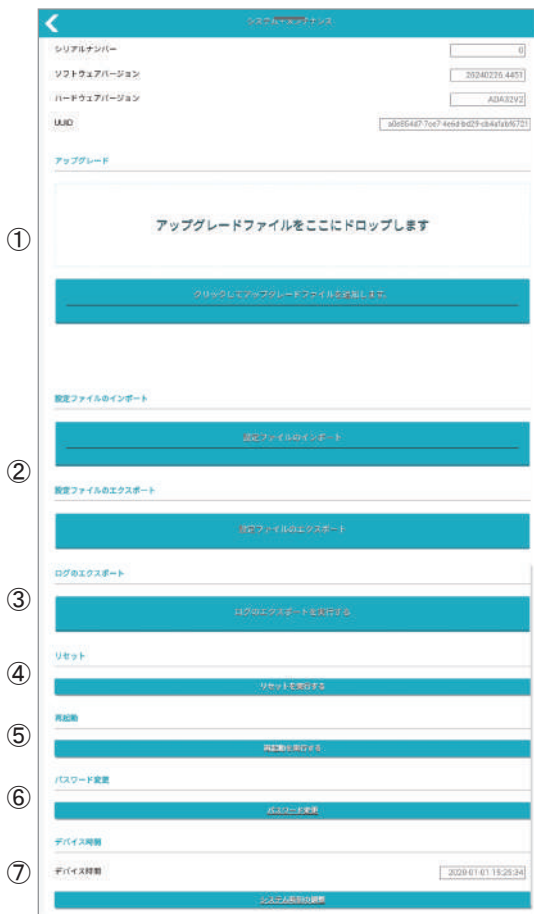 システムメンテナンス
シリアルナンバー 0
ソフトウェアバージョン 20240226.4451
ハードウェアバージョン ADA32V2
UUID
アップグレード
① アップグレードファイルをここにドロップします
クリックしてアップグレードファイルを追加します。
設定ファイルのインポート
設定ファイルのインポート
②
設定ファイルのエクスポート
設定ファイルのエクスポート
ログのエクスポート
③ ログのエクスポートを実行する
リセット
④ リセットを実行する
再起動
⑤ 再起動を実行する
パスワード変更
⑥ パスワード変更
デバイス時間
⑦ デバイス時間 2020-01-01 15:25:34
システム時間の調整